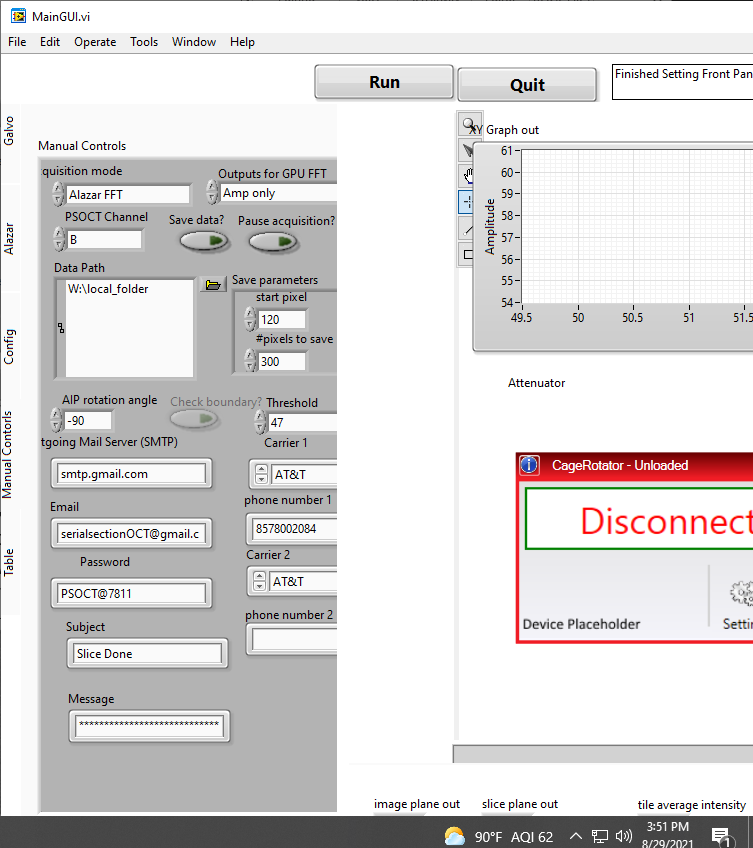 MainGUI.vi
File Edit Operate Tools Window Help
Run Quit
Finished Setting Front Pan
Galvo
Alazar
Config
Manual Contorls
Table
Manual Controls
quisition mode
Alazar FFT
Outputs for GPU FFT
Amp only
PSOCT Channel
B
Save data?
Pause acquisition?
Data Path
W:\local_folder
Save parameters
start pixel
120
#pixels to save
300
AIP rotation angle
-90
Check boundary?
Threshold
47
tgoing Mail Server (SMTP)
smtp.gmail.com
Carrier 1
AT&T
Email
serialsectionOCT@gmail.c
phone number 1
8578002084
Password
PSOCT@7811
Carrier 2
AT&T
Subject
Slice Done
phone number 2
Message
****************************
XY Graph out
Amplitude
61
60
59
58
57
56
55
54
49.5 50 50.5 51 51.5
Attenuator
CageRotator - Unloaded
Disconnect
Device Placeholder
Settin
image plane out
slice plane out
tile average intensity
90°F AQI 62
3:51 PM
8/29/2021
1